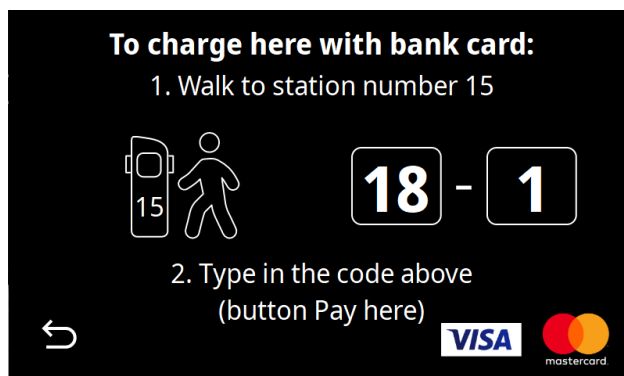 To charge here with bank card:
1. Walk to station number 15
15
18 - 1
2. Type in the code above
(button Pay here)
VISA
mastercard.